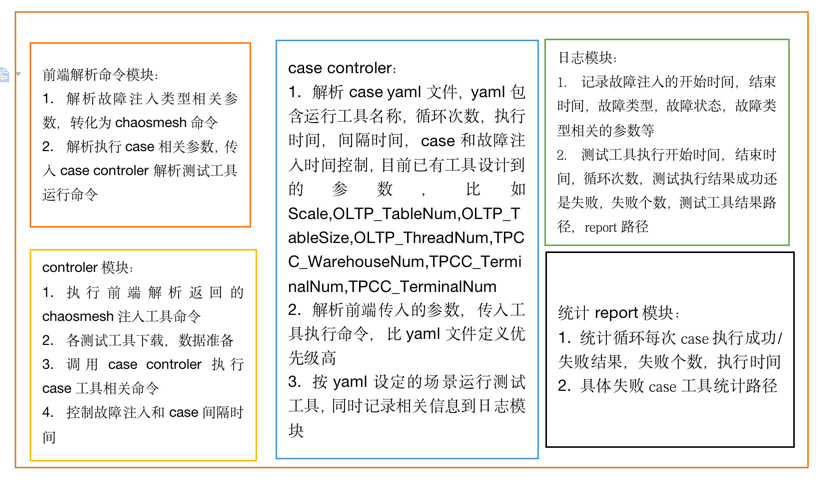 前端解析命令模块：
1. 解析故障注入类型相关参
数，转化为 chaosmesh 命令
2. 解析执行 case 相关参数，传
入 case controler 解析测试工具
运行命令
controler 模块：
1. 执行前端解析返回的
chaosmesh 注入工具命令
2. 各测试工具下载，数据准备
3. 调用 case controler 执行
case 工具相关命令
4. 控制故障注入和 case 间隔时
间
case controler：
1. 解析 case yaml 文件，yaml 包
含运行工具名称，循环次数，执行
时间，间隔时间，case 和故障注
入时间控制，目前已有工具设计到
的参数，比如
Scale,OLTP_TableNum,OLTP_T
ableSize,OLTP_ThreadNum,TPC
C_WarehouseNum,TPCC_Termi
nalNum,TPCC_TerminalNum
2. 解析前端传入的参数，传入工
具执行命令，比 yaml 文件定义优
先级高
3. 按 yaml 设定的场景运行测试
工具，同时记录相关信息到日志模
块
日志模块：
1. 记录故障注入的开始时间，结束
时间，故障类型，故障状态，故障类
型相关的参数等
2. 测试工具执行开始时间，结束时
间，循环次数，测试执行结果成功还
是失败，失败个数，测试工具结果路
径，report 路径
统计 report 模块：
1. 统计循环每次 case 执行成功/
失败结果，失败个数，执行时间
2. 具体失败 case 工具统计路径